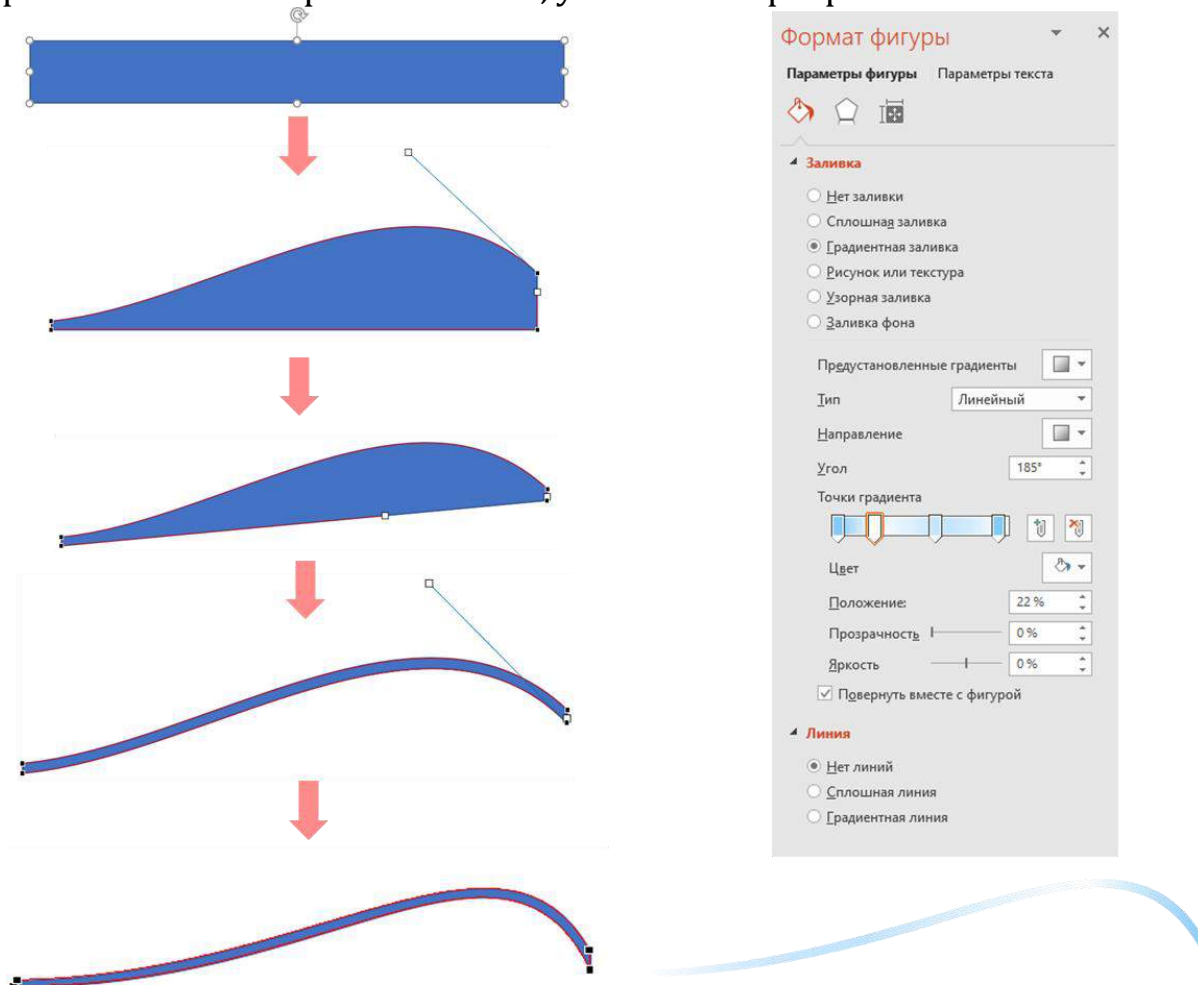 Формат фигуры
Параметры фигуры Параметры текста
Заливка
Нет заливки
Сплошная заливка
Градиентная заливка
Рисунок или текстура
Узорная заливка
Заливка фона
Предустановленные градиенты
Тип Линейный
Направление
Угол 185°
Точки градиента
Цвет
Положение: 22 %
Прозрачность 0 %
Яркость 0 %
Повернуть вместе с фигурой
Линия
Нет линий
Сплошная линия
Градиентная линия